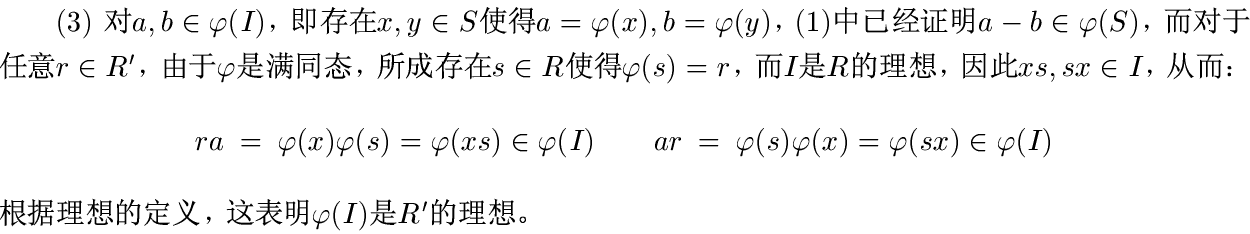 (3) 对a, b ∈ φ(I)，即存在x, y ∈ S使得a = φ(x), b = φ(y)，(1)中已经证明a − b ∈ φ(S)，而对于
任意r ∈ R′，由于φ是满同态，所成存在s ∈ R使得φ(s) = r，而I是R的理想，因此xs, sx ∈ I，从而：
ra = φ(x)φ(s) = φ(xs) ∈ φ(I)  ar = φ(s)φ(x) = φ(sx) ∈ φ(I)
根据理想的定义，这表明φ(I)是R′的理想。